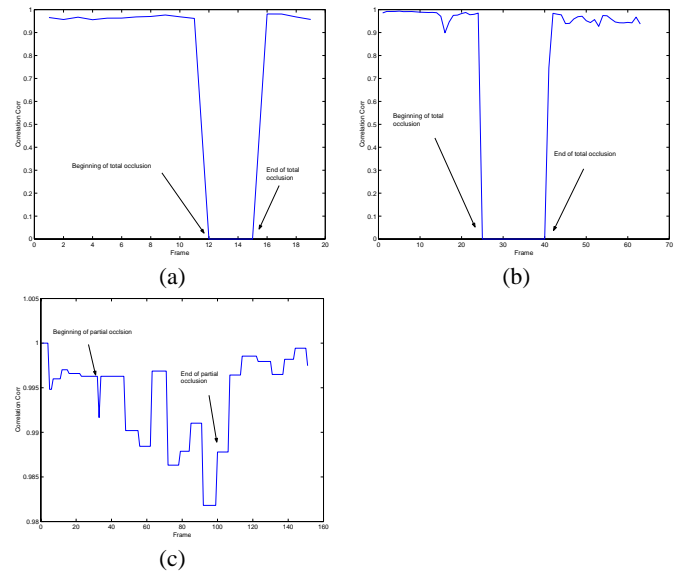 1
0.9
0.8
0.7
0.6
0.5
0.4
0.3
0.2
0.1
0
Correlation Corr
Beginning of total occlusion
End of total
occlusion
0 2 4 6 8 10 12 14 16 18 20
Frame
(a)
1
0.9
0.8
0.7
0.6
0.5
0.4
0.3
0.2
0.1
0
Correlation Corr
Beginning of total
occlusion
End of total occlusion
0 10 20 30 40 50 60 70
Frame
(b)
1.005
1
0.995
0.99
0.985
0.98
Correlation Corr
Beginning of partial occlsion
End of partial
occlusion
0 20 40 60 80 100 120 140 160
Frame
(c)